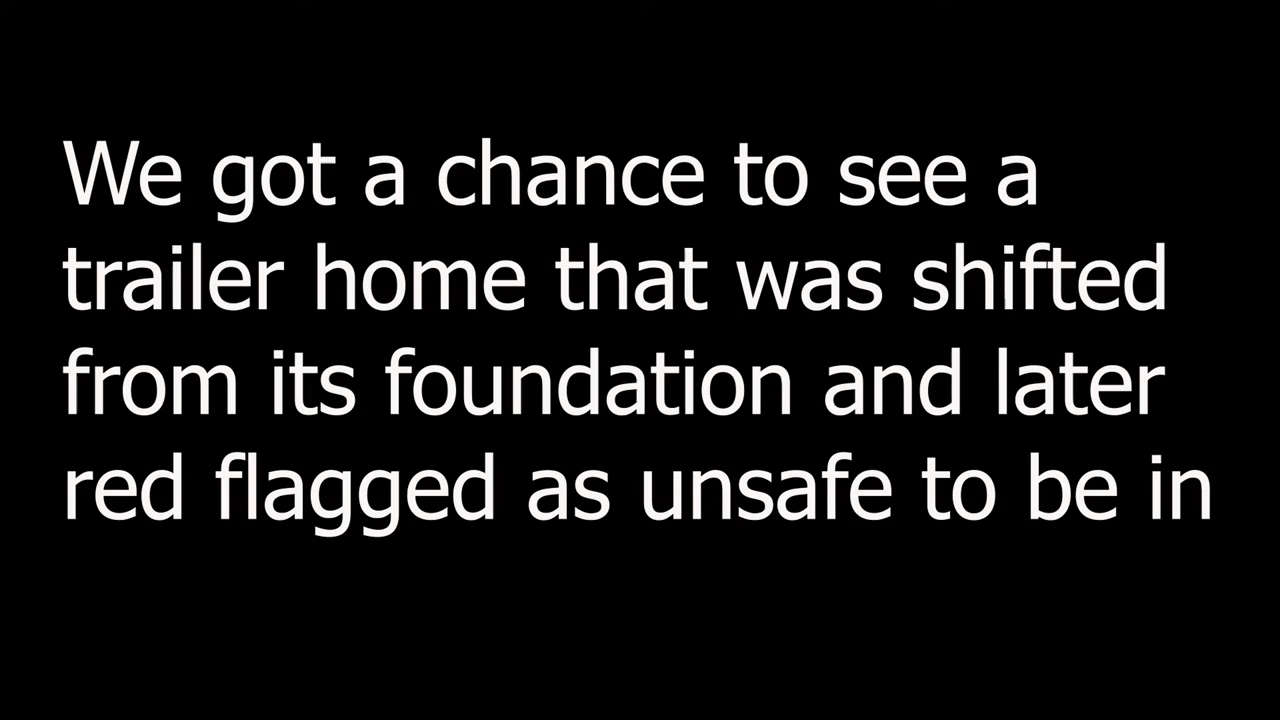 We got a chance to see a
trailer home that was shifted
from its foundation and later
red flagged as unsafe to be in